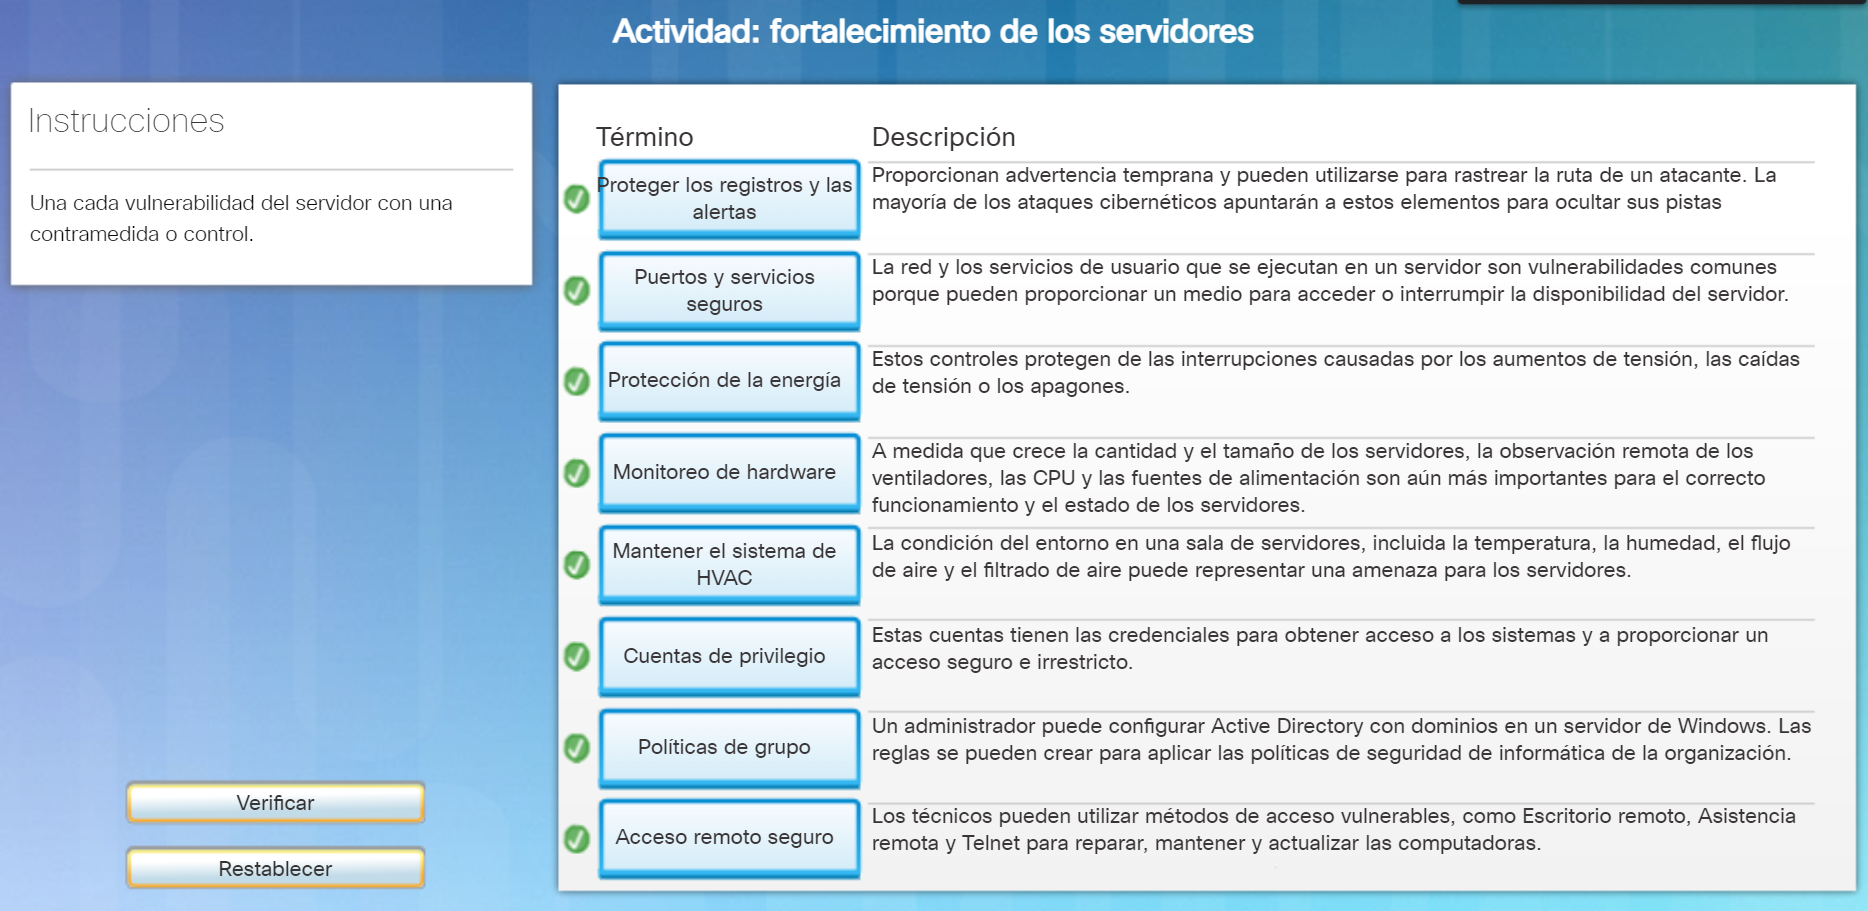 Actividad: fortalecimiento de los servidores
Instrucciones
Una cada vulnerabilidad del servidor con una
contramedida o control.
Término
Descripción
Proteger los registros y las
alertas
Proporcionan advertencia temprana y pueden utilizarse para rastrear la ruta de un atacante. La
mayoría de los ataques cibernéticos apuntarán a estos elementos para ocultar sus pistas
Puertos y servicios
seguros
La red y los servicios de usuario que se ejecutan en un servidor son vulnerabilidades comunes
porque pueden proporcionar un medio para acceder o interrumpir la disponibilidad del servidor.
Protección de la energía
Estos controles protegen de las interrupciones causadas por los aumentos de tensión, las caídas
de tensión o los apagones.
Monitoreo de hardware
A medida que crece la cantidad y el tamaño de los servidores, la observación remota de los
ventiladores, las CPU y las fuentes de alimentación son aún más importantes para el correcto
funcionamiento y el estado de los servidores.
Mantener el sistema de
HVAC
La condición del entorno en una sala de servidores, incluida la temperatura, la humedad, el flujo
de aire y el filtrado de aire puede representar una amenaza para los servidores.
Cuentas de privilegio
Estas cuentas tienen las credenciales para obtener acceso a los sistemas y a proporcionar un
acceso seguro e irrestricto.
Políticas de grupo
Un administrador puede configurar Active Directory con dominios en un servidor de Windows. Las
reglas se pueden crear para aplicar las políticas de seguridad de informática de la organización.
Acceso remoto seguro
Los técnicos pueden utilizar métodos de acceso vulnerables, como Escritorio remoto, Asistencia
remota y Telnet para reparar, mantener y actualizar las computadoras.
Verificar
Restablecer